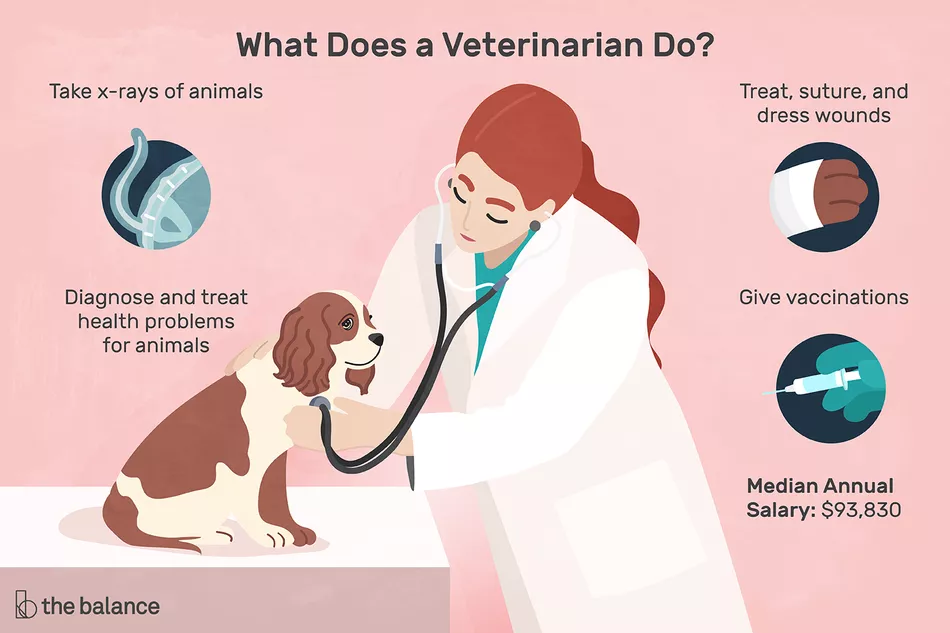 What Does a Veterinarian Do?
Take x-rays of animals
Diagnose and treat
health problems
for animals
Treat, suture, and
dress wounds
Give vaccinations
Median Annual
Salary: $93,830
the balance